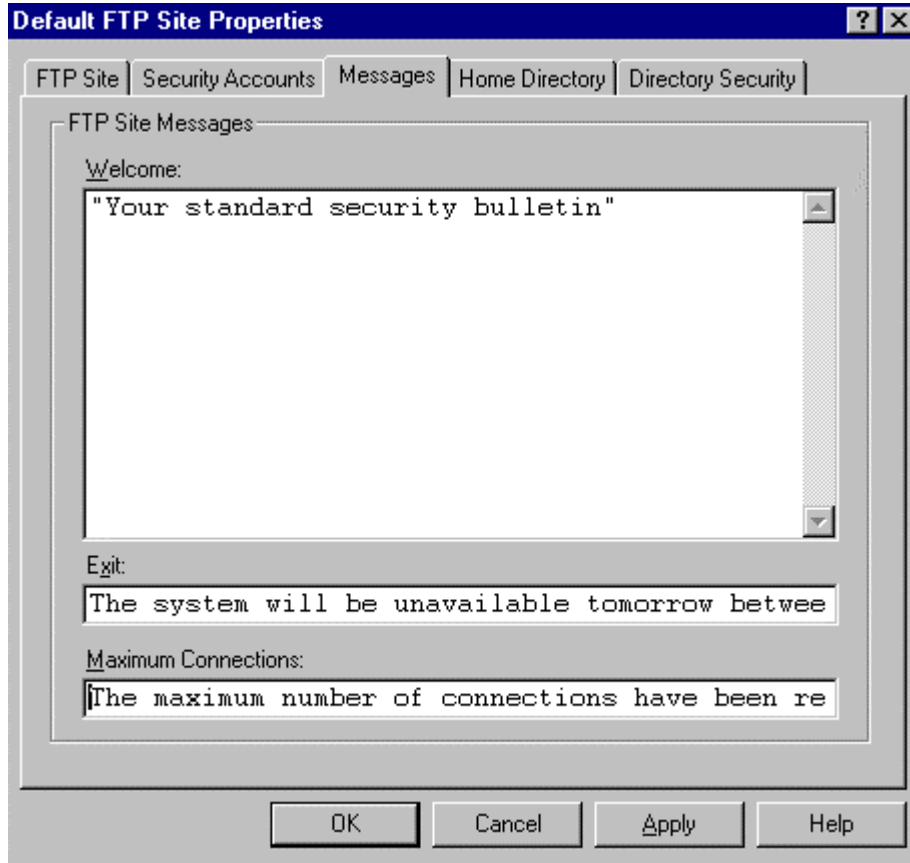 Default FTP Site Properties
FTP Site Security Accounts Messages Home Directory Directory Security
FTP Site Messages
Welcome:
"Your standard security bulletin"
Exit:
The system will be unavailable tomorrow betwee
Maximum Connections:
The maximum number of connections have been re
OK Cancel Apply Help